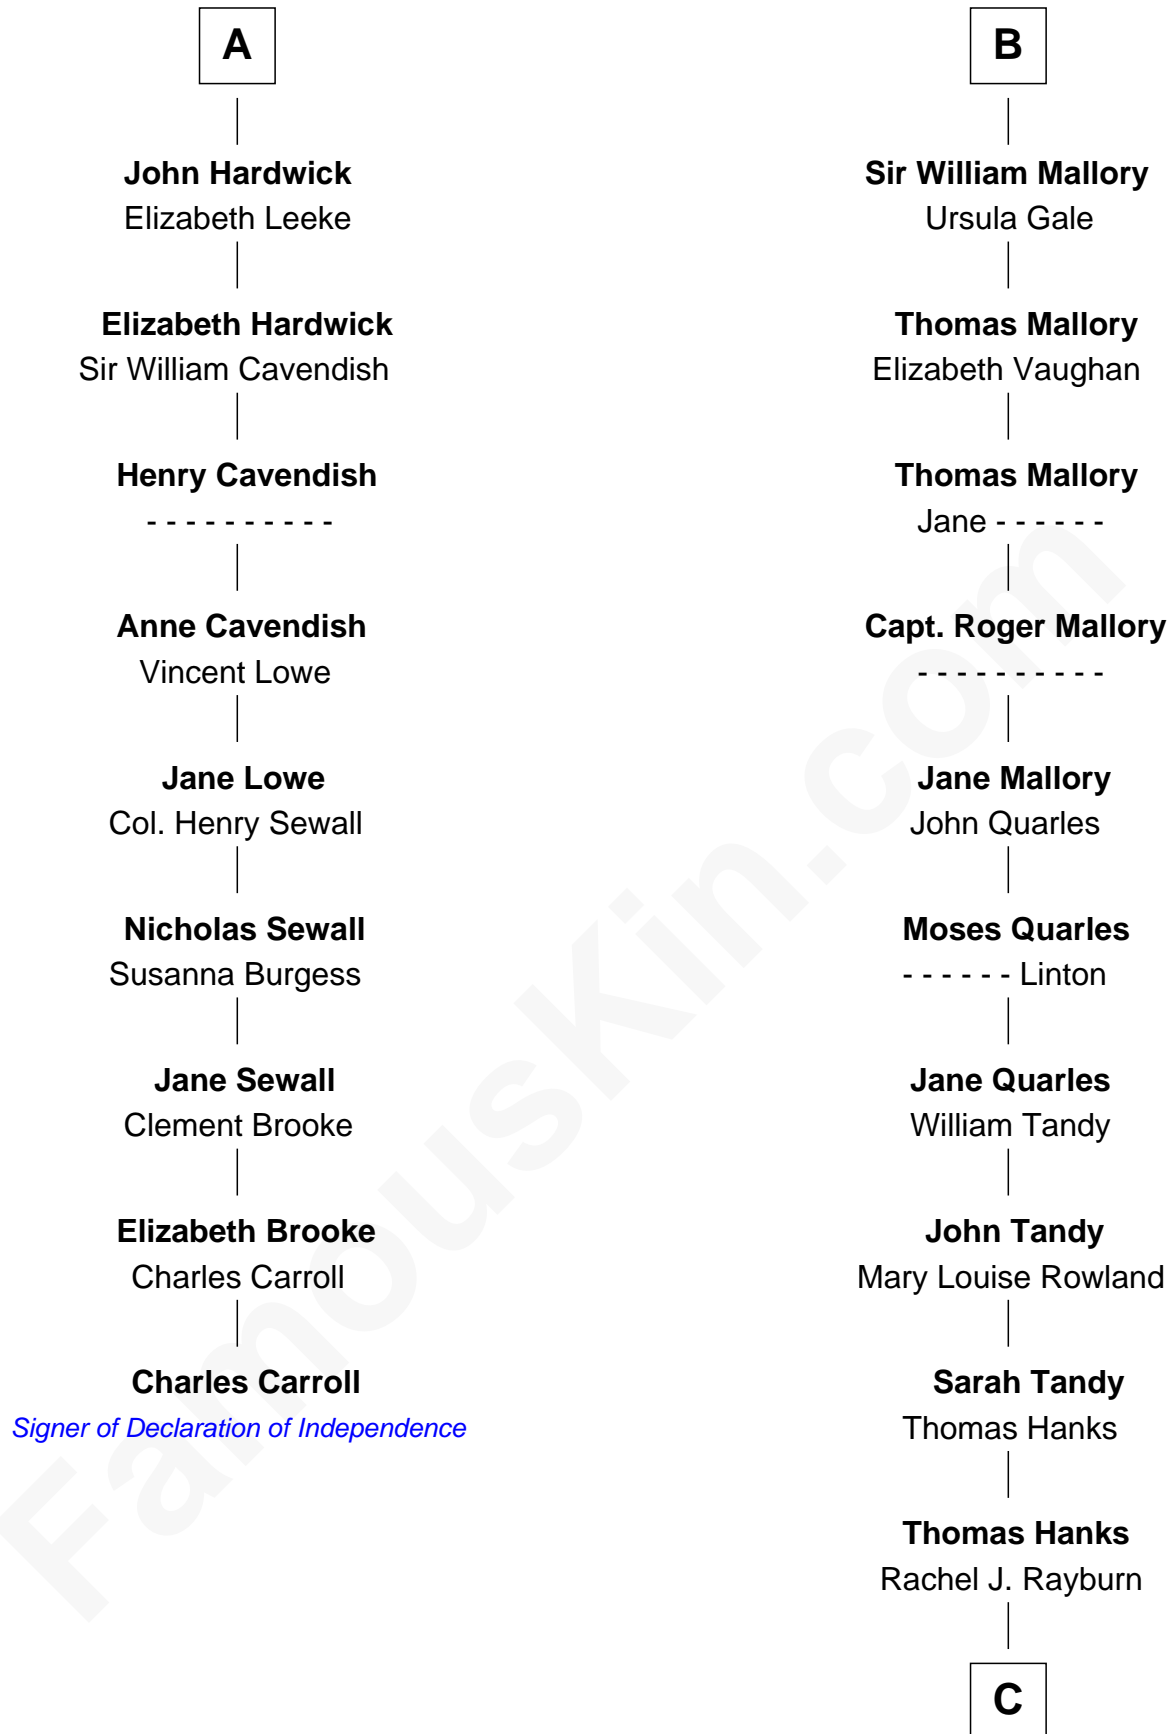 A
John Hardwick
Elizabeth Leeke
Elizabeth Hardwick
Sir William Cavendish
Henry Cavendish
- - - - - - - - - -
Anne Cavendish
Vincent Lowe
Jane Lowe
Col. Henry Sewall
Nicholas Sewall
Susanna Burgess
Jane Sewall
Clement Brooke
Elizabeth Brooke
Charles Carroll
Charles Carroll
Signer of Declaration of Independence
B
Sir William Mallory
Ursula Gale
Thomas Mallory
Elizabeth Vaughan
Thomas Mallory
Jane - - - - - -
Capt. Roger Mallory
- - - - - - - - - -
Jane Mallory
John Quarles
Moses Quarles
- - - - - - Linton
Jane Quarles
William Tandy
John Tandy
Mary Louise Rowland
Sarah Tandy
Thomas Hanks
Thomas Hanks
Rachel J. Rayburn
C
FamousKin.com